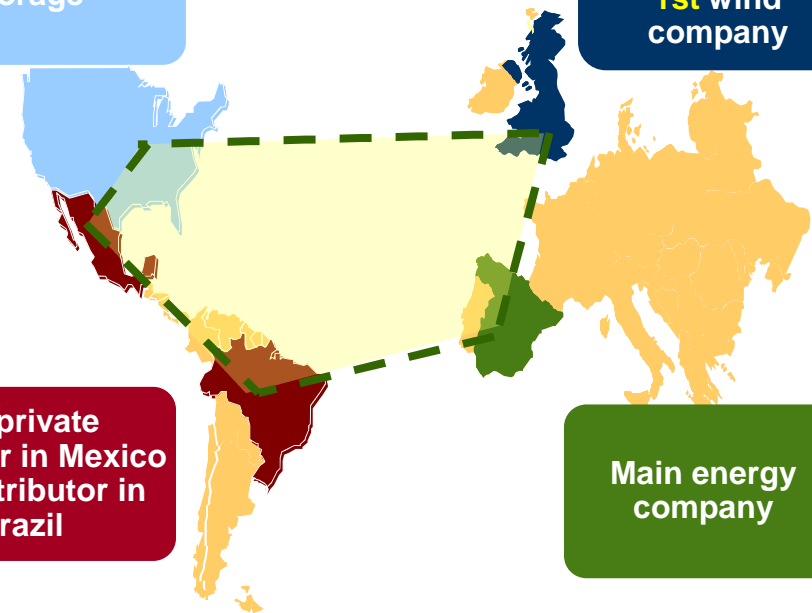 orage
1st wind
company
private
r in Mexico
tributor in
razil
Main energy
company